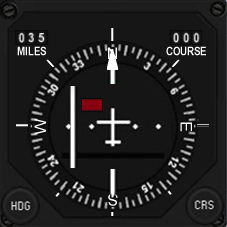 035 000
MILES COURSE
N
33 3
30 6
W E
24 12
21 15
S
HDG CRS